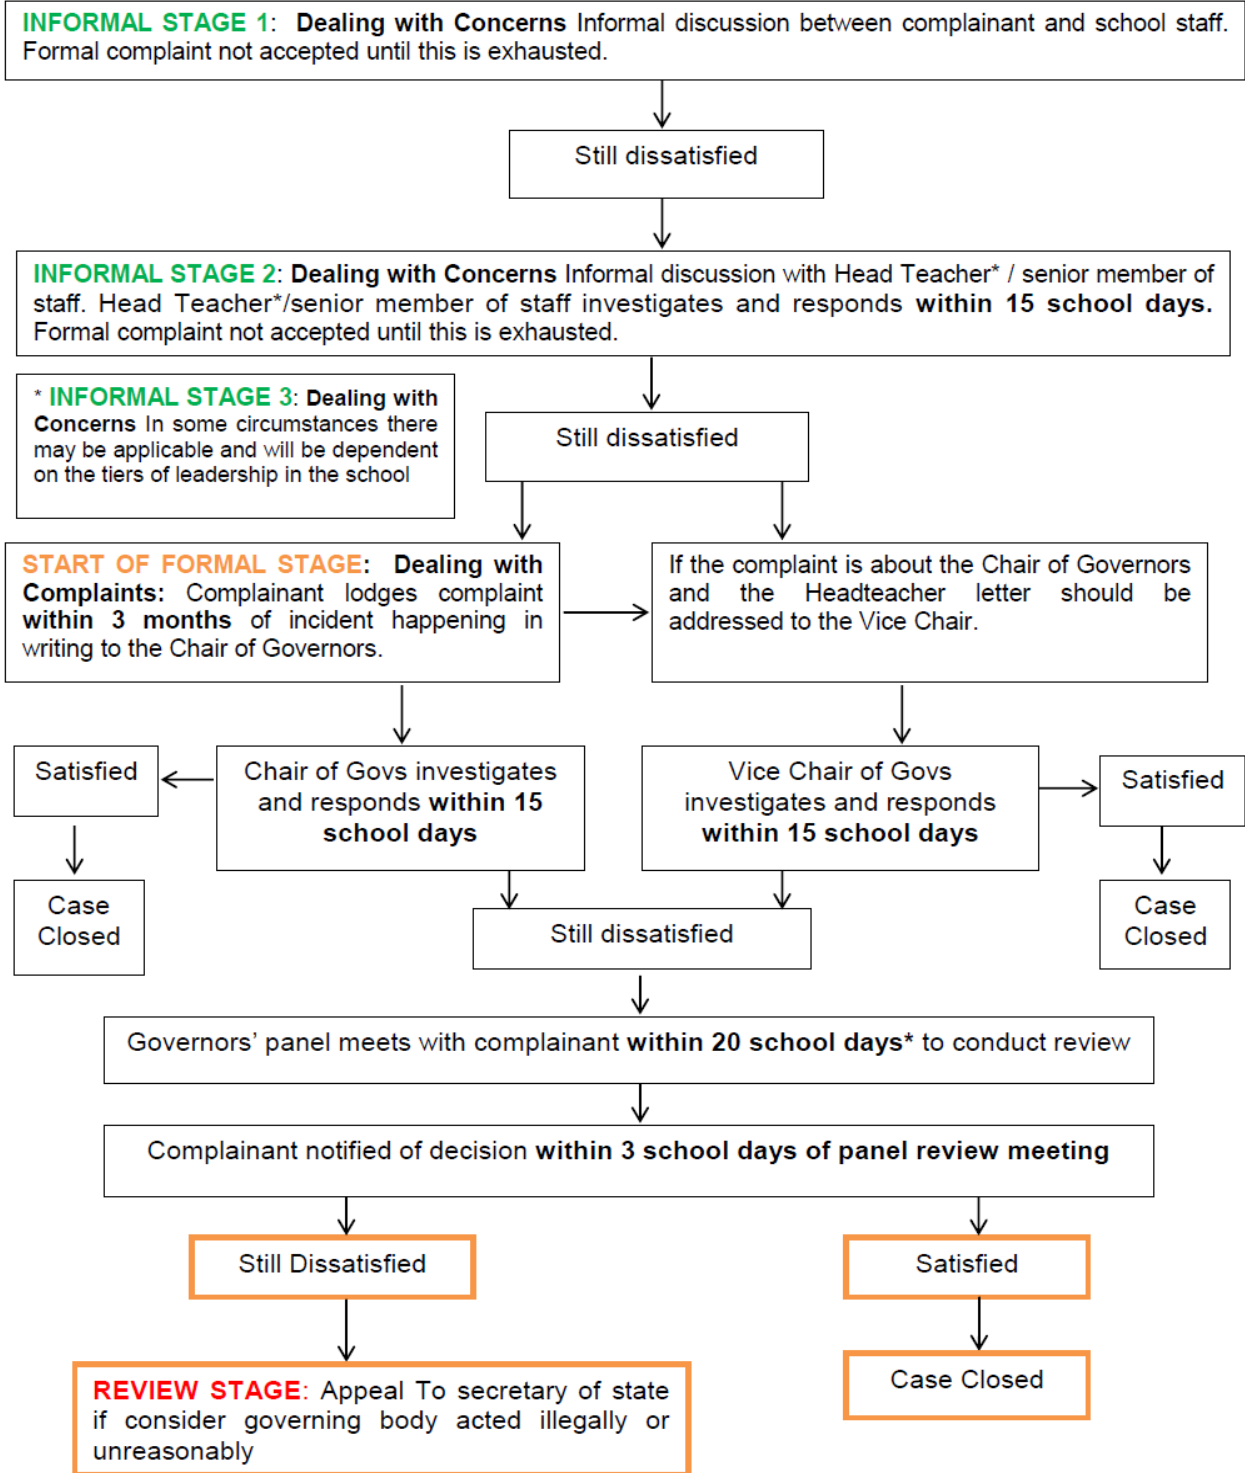 INFORMAL STAGE 1: Dealing with Concerns Informal discussion between complainant and school staff.
Formal complaint not accepted until this is exhausted.
Still dissatisfied
INFORMAL STAGE 2: Dealing with Concerns Informal discussion with Head Teacher* / senior member of
staff. Head Teacher*/senior member of staff investigates and responds within 15 school days.
Formal complaint not accepted until this is exhausted.
* INFORMAL STAGE 3: Dealing with
Concerns In some circumstances there
may be applicable and will be dependent
on the tiers of leadership in the school
Still dissatisfied
START OF FORMAL STAGE: Dealing with
Complaints: Complainant lodges complaint
within 3 months of incident happening in
writing to the Chair of Governors.
If the complaint is about the Chair of Governors
and the Headteacher letter should be
addressed to the Vice Chair.
Satisfied
Chair of Govs investigates
and responds within 15
school days
Vice Chair of Govs
investigates and responds
within 15 school days
Satisfied
Case
Closed
Still dissatisfied
Case
Closed
Governors’ panel meets with complainant within 20 school days* to conduct review
Complainant notified of decision within 3 school days of panel review meeting
Still Dissatisfied
Satisfied
REVIEW STAGE: Appeal To secretary of state
if consider governing body acted illegally or
unreasonably
Case Closed